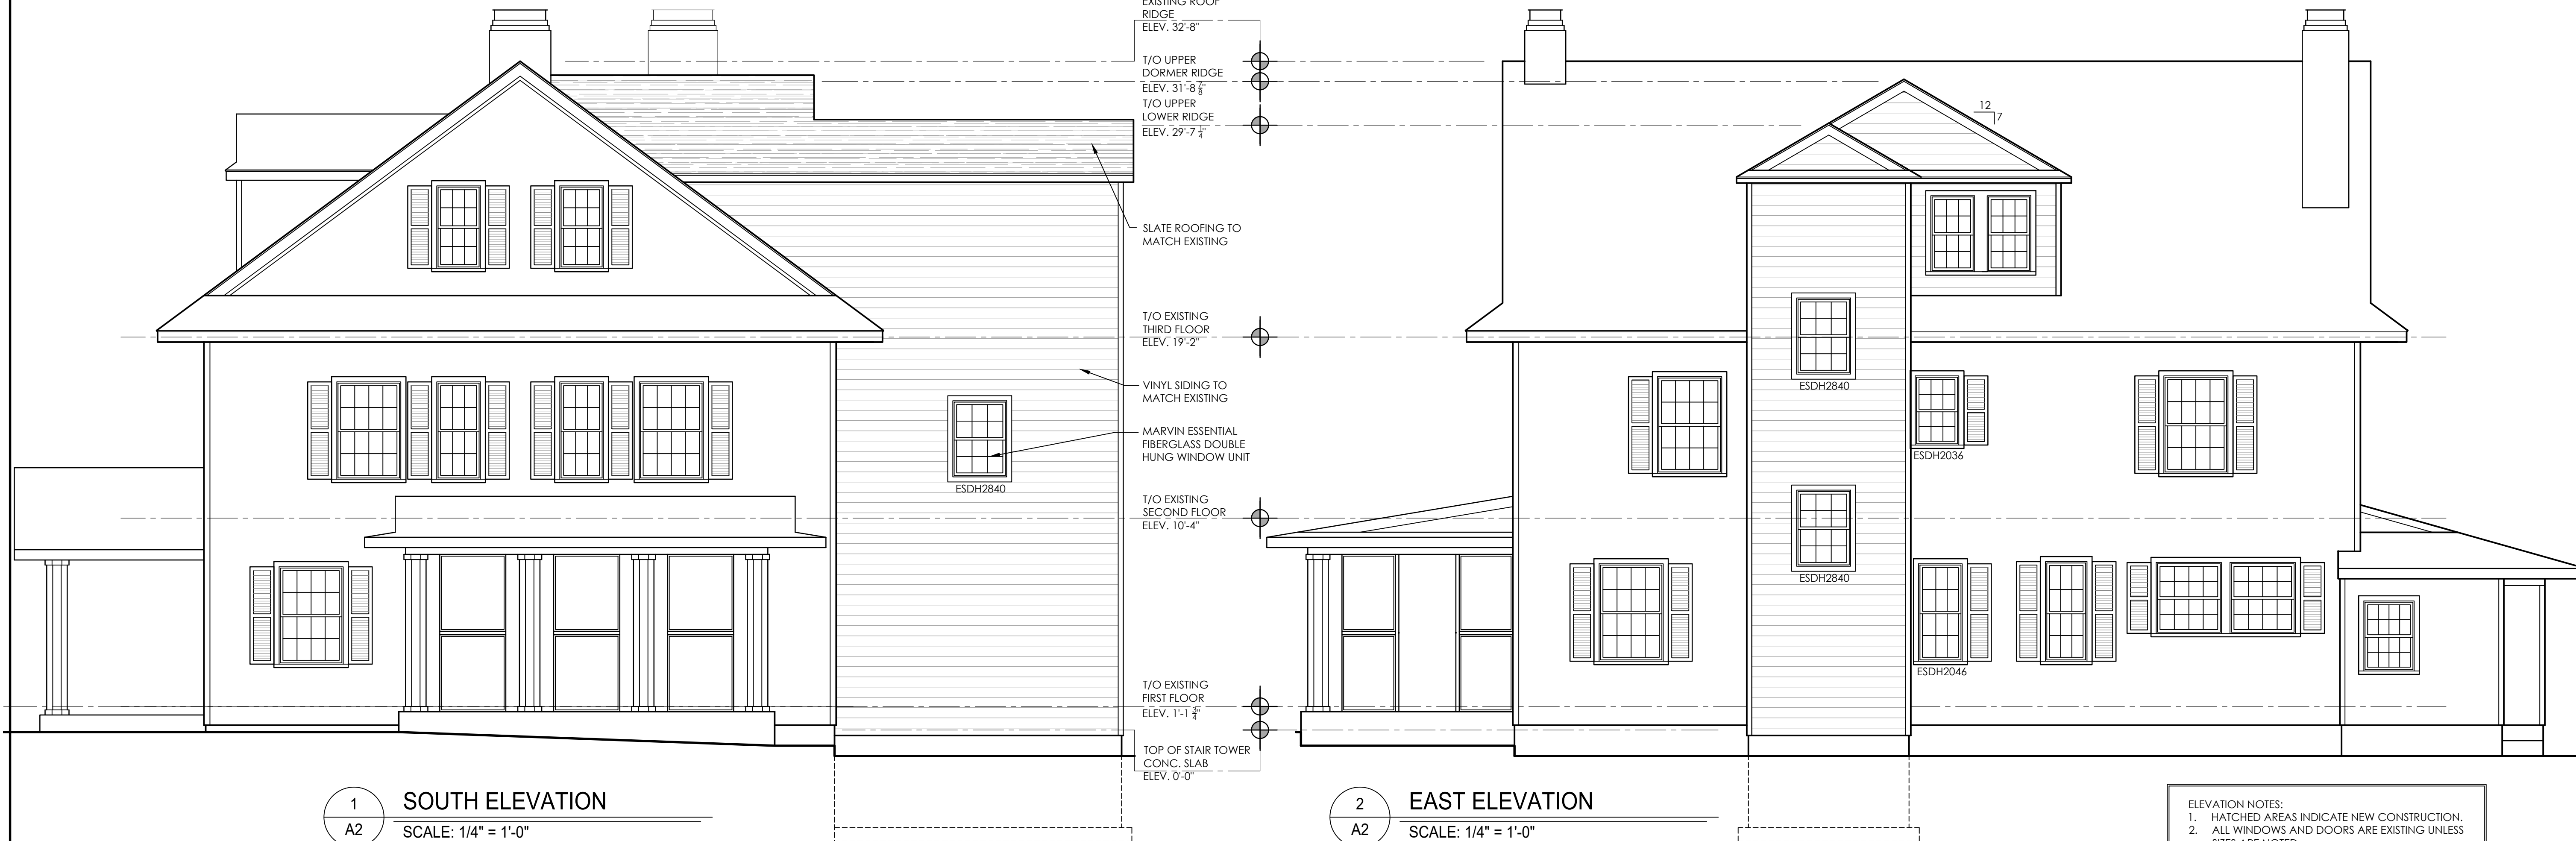 EXISTING ROOF
RIDGE
ELEV. 32'-8"
T/O UPPER
DORMER RIDGE
ELEV. 31'-8 7/8"
T/O UPPER
LOWER RIDGE
ELEV. 29'-7 1/4"
SLATE ROOFING TO
MATCH EXISTING
T/O EXISTING
THIRD FLOOR
ELEV. 19'-2"
VINYL SIDING TO
MATCH EXISTING
MARVIN ESSENTIAL
FIBERGLASS DOUBLE
HUNG WINDOW UNIT
ESDH2840
T/O EXISTING
SECOND FLOOR
ELEV. 10'-4"
T/O EXISTING
FIRST FLOOR
ELEV. 1'-1 3/4"
TOP OF STAIR TOWER
CONC. SLAB
ELEV. 0'-0"
12
7
ESDH2840
ESDH2036
ESDH2840
ESDH2046
1
A2
SOUTH ELEVATION
SCALE: 1/4" = 1'-0"
2
A2
EAST ELEVATION
SCALE: 1/4" = 1'-0"
ELEVATION NOTES:
1. HATCHED AREAS INDICATE NEW CONSTRUCTION.
2. ALL WINDOWS AND DOORS ARE EXISTING UNLESS
SIZES ARE NOTED